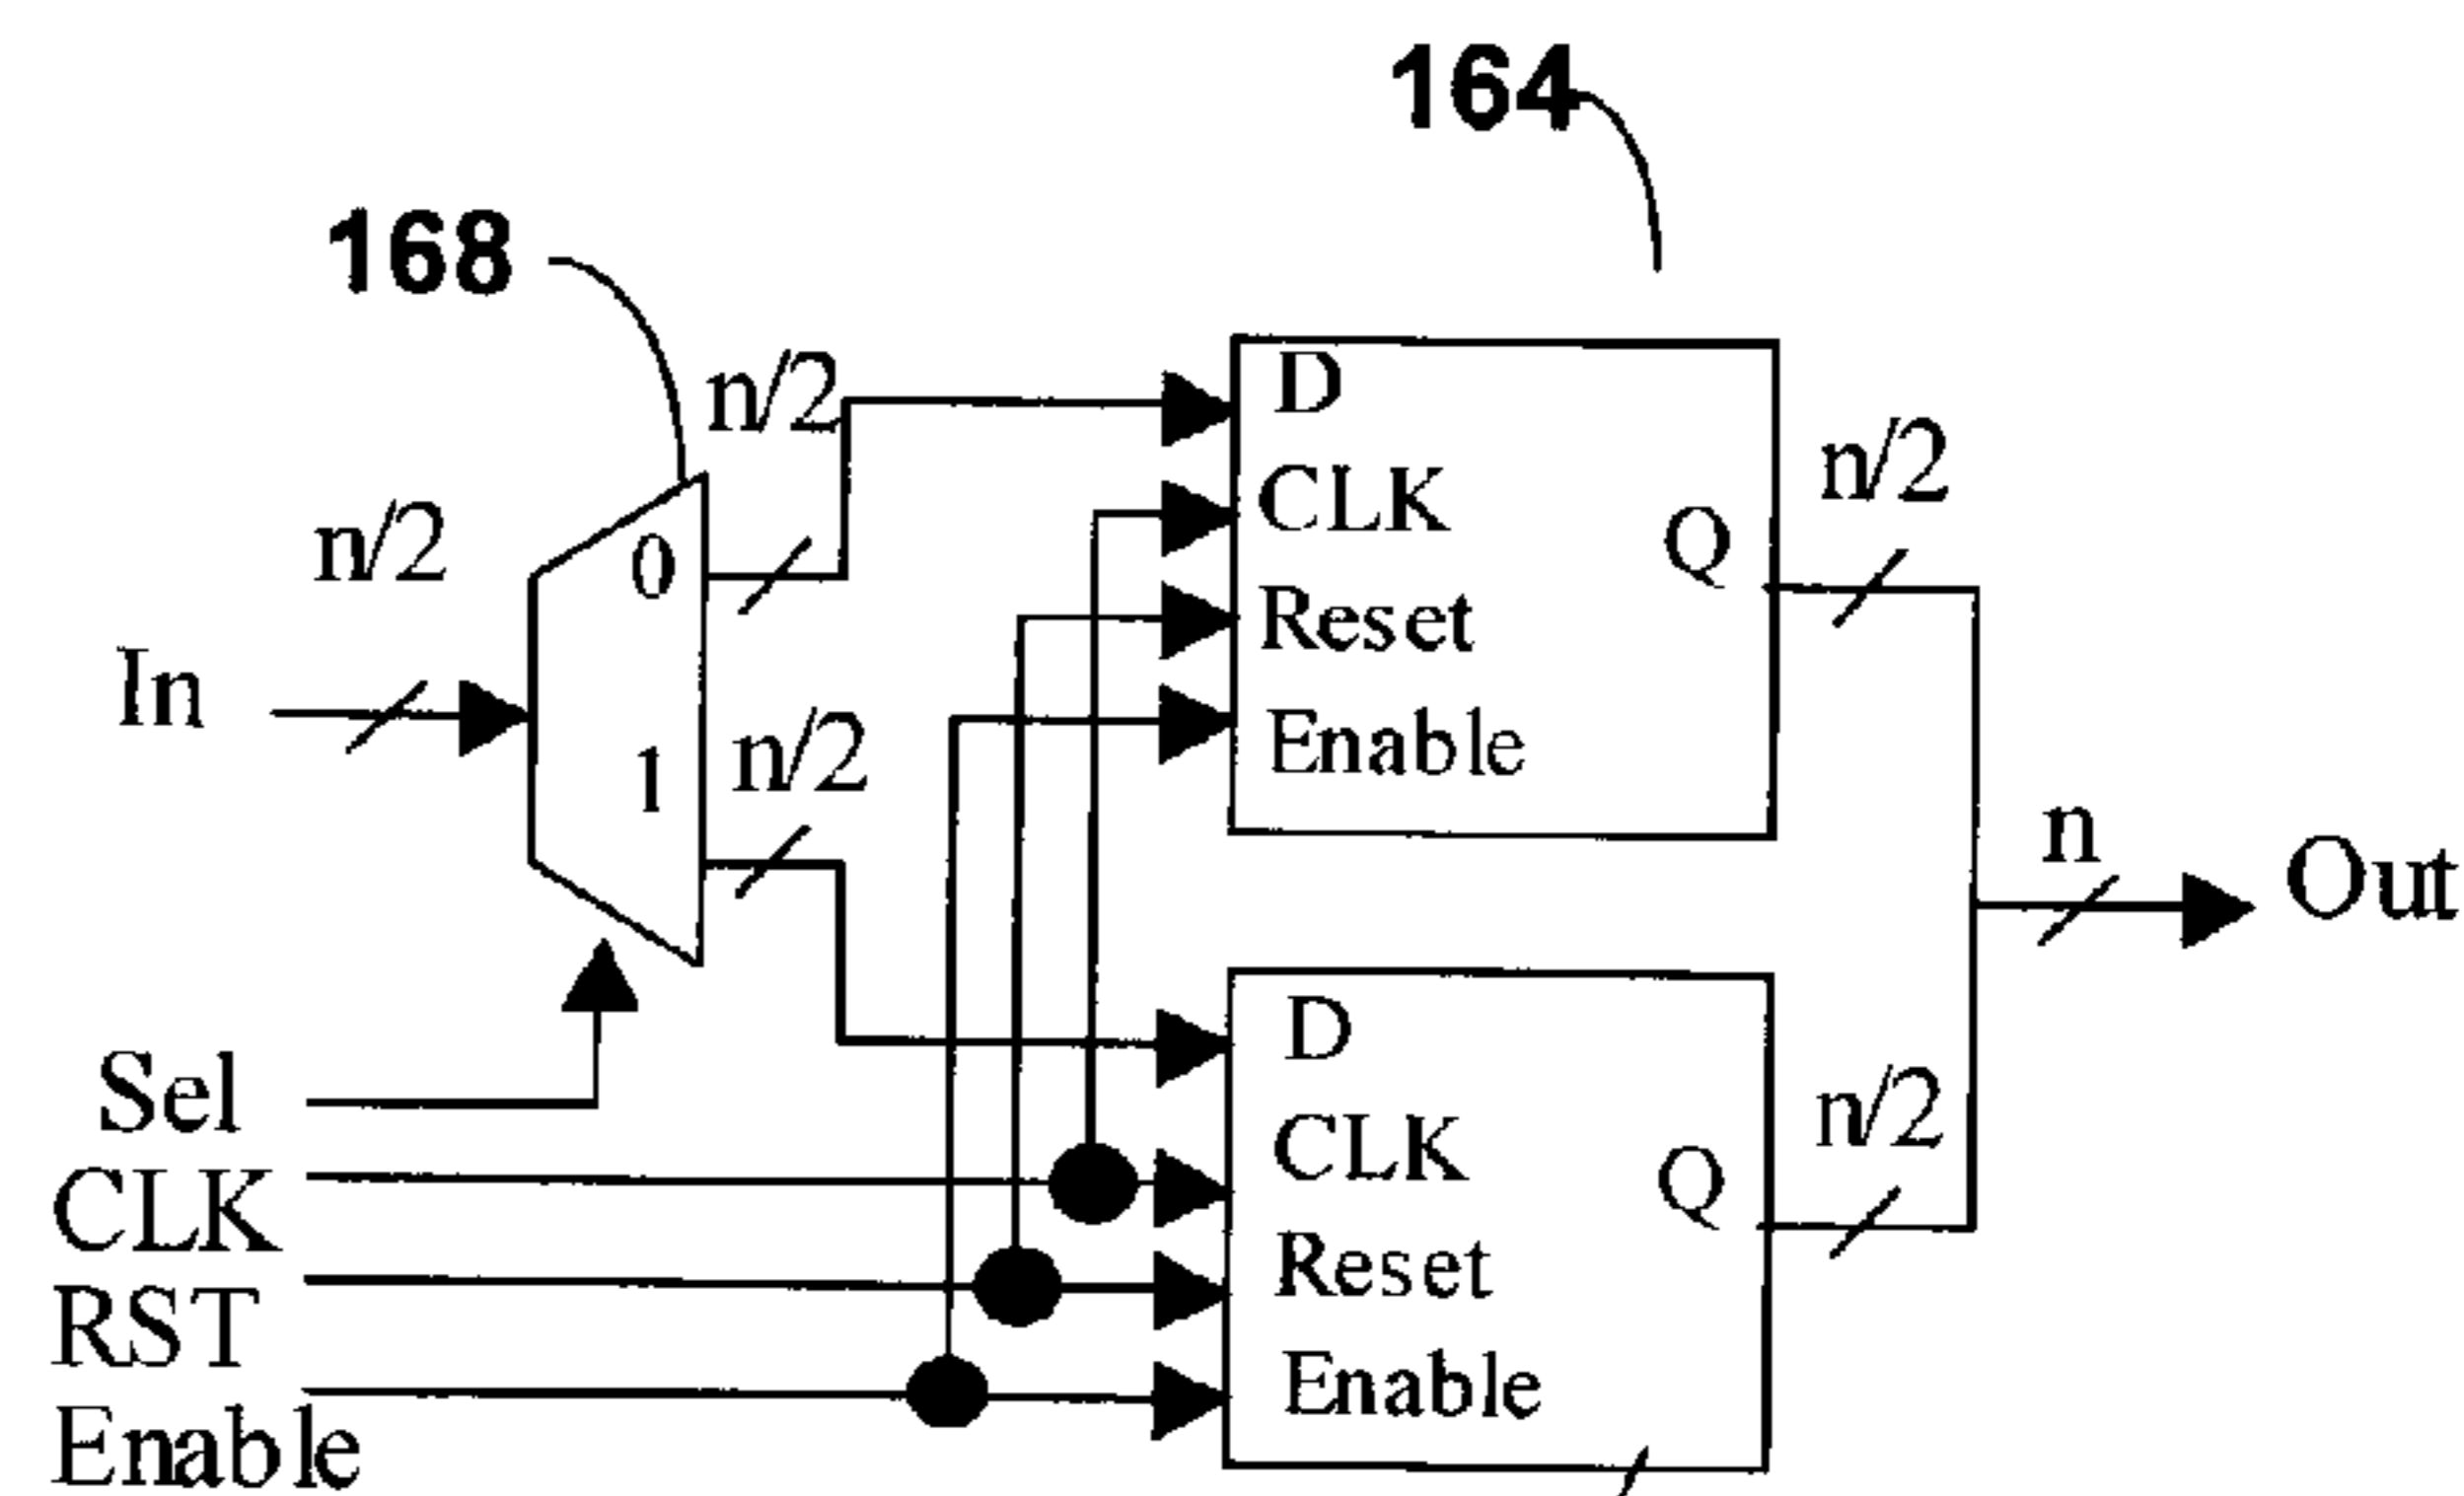 164
168
n/2
n/2
In
0
1
n/2
Sel
CLK
RST
Enable
D
CLK
Reset
Enable
Q
n/2
D
CLK
Reset
Enable
Q
n/2
n
Out